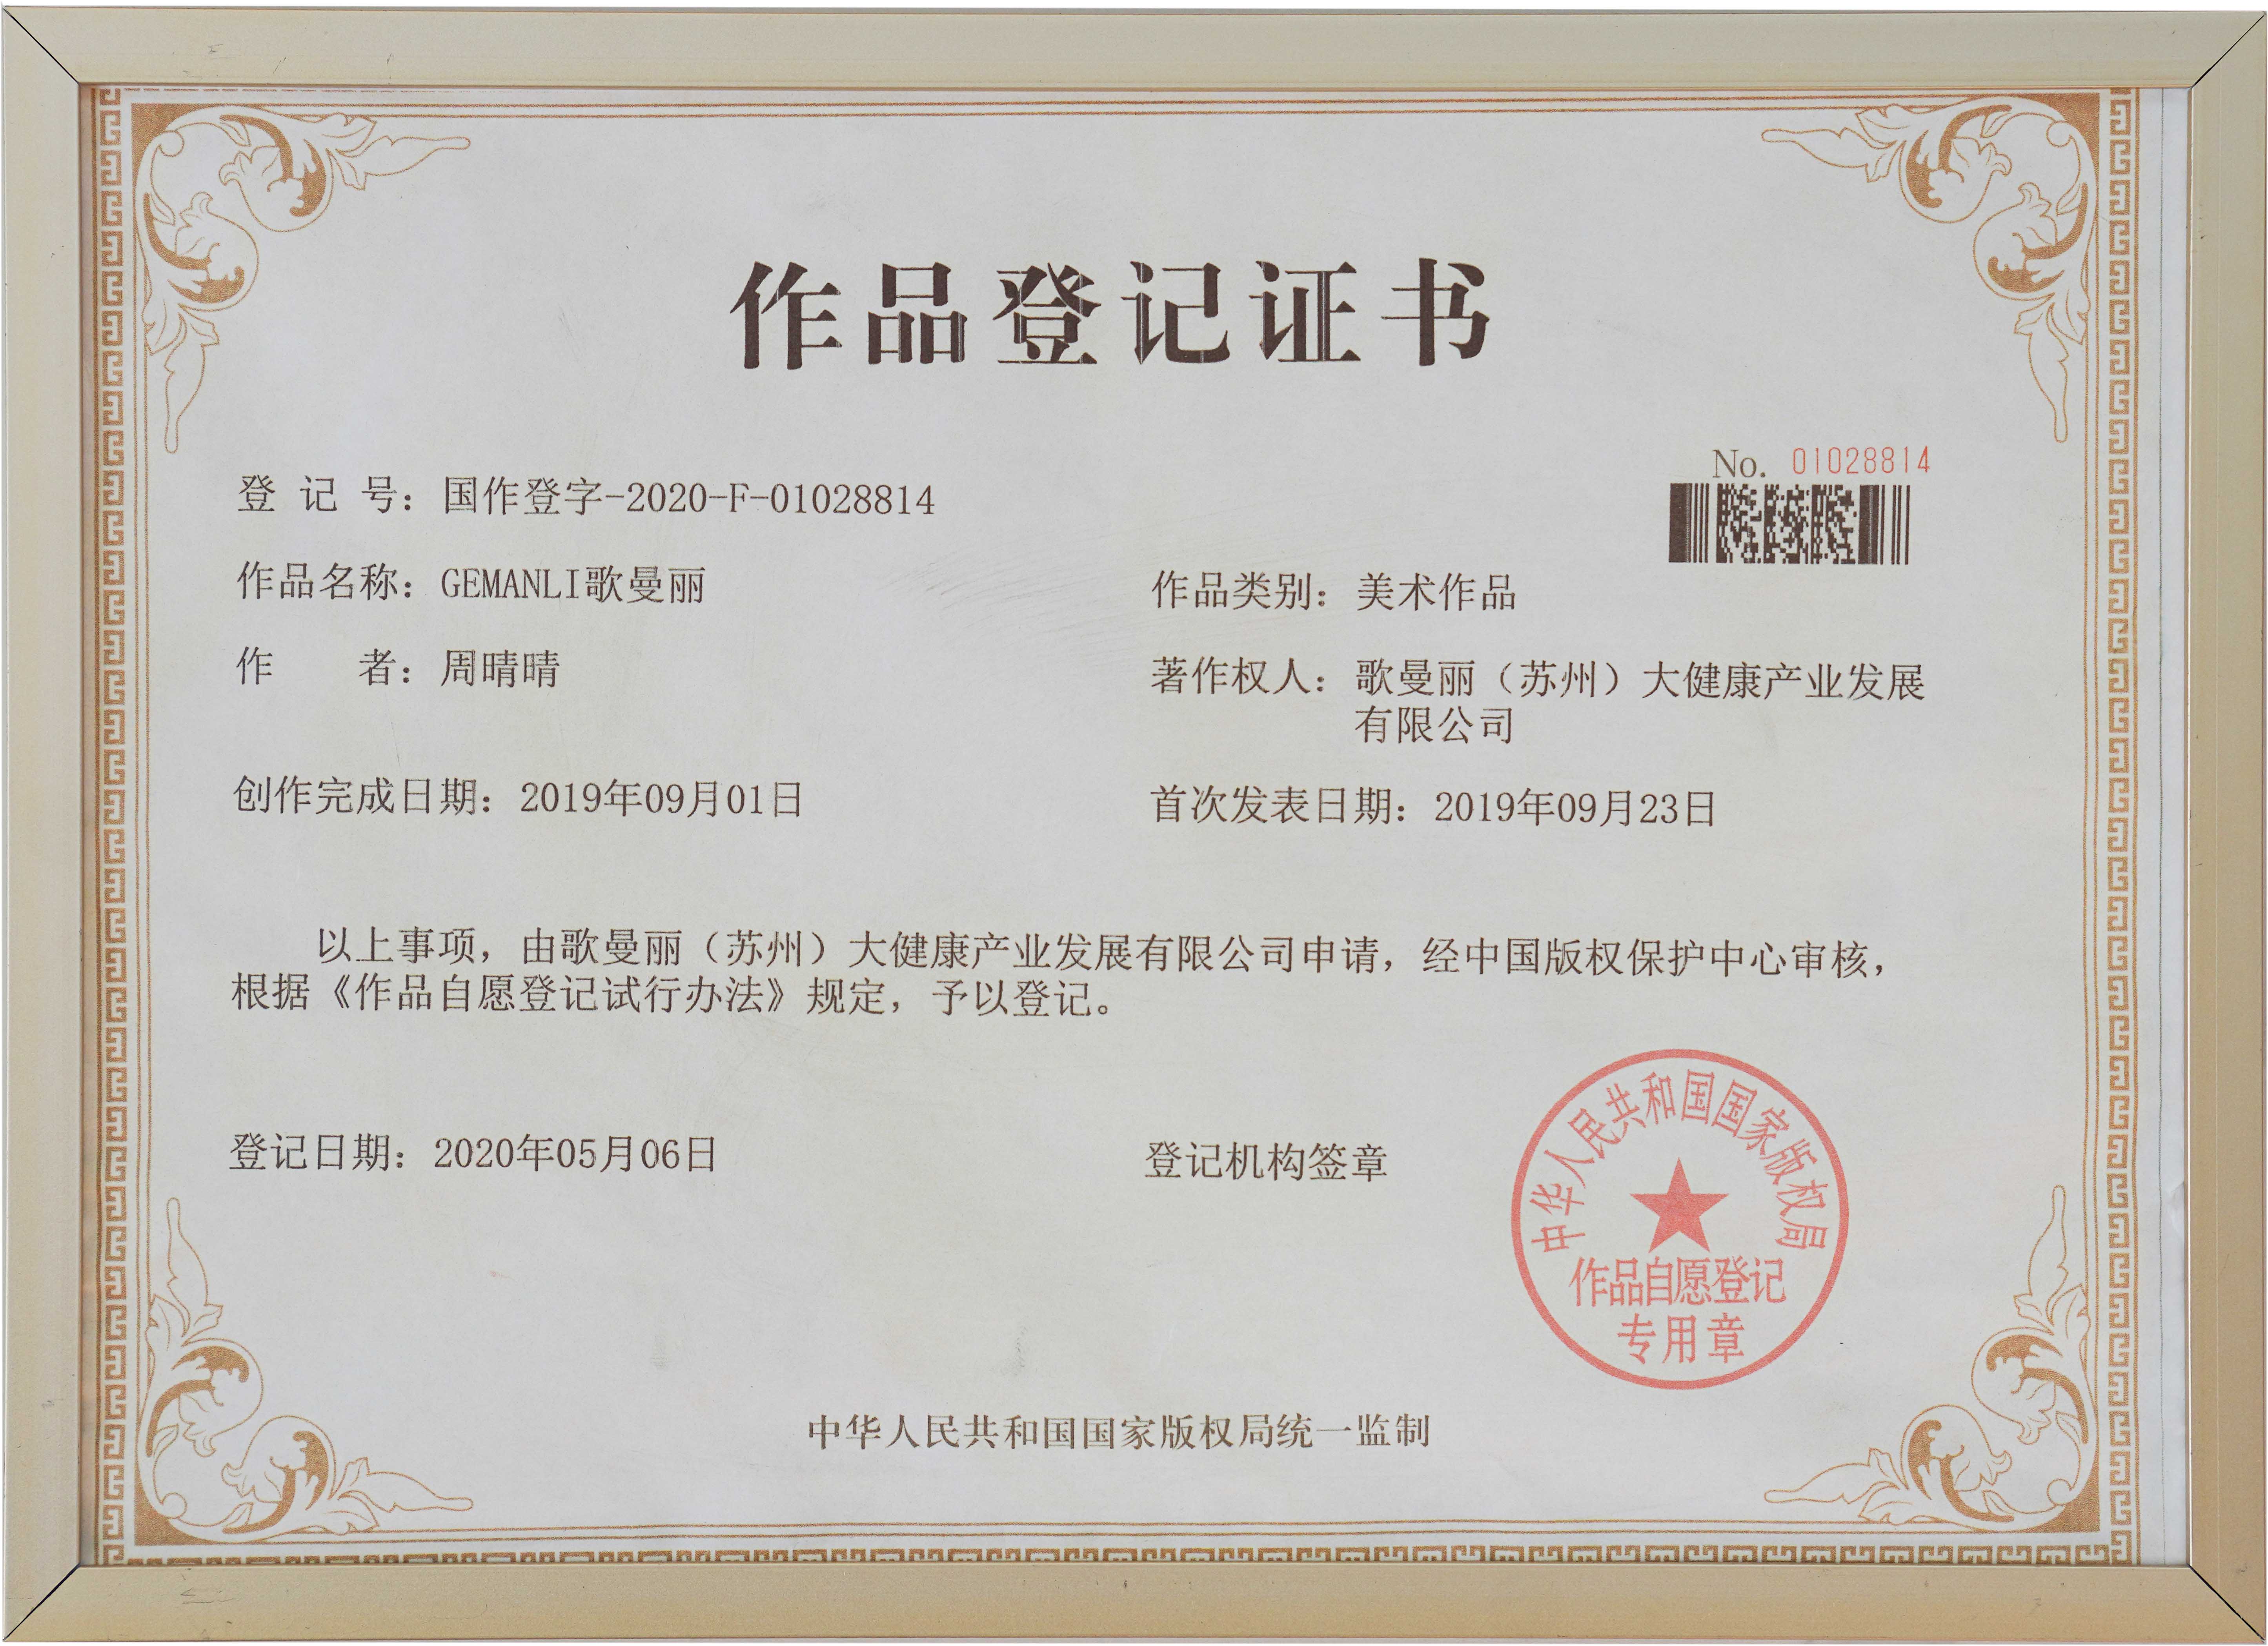 作品登记证书
No. 01028814
登 记 号：国作登字-2020-F-01028814
作品名称：GEMANLI歌曼丽
作品类别：美术作品
作 者：周晴晴
著作权人：歌曼丽（苏州）大健康产业发展
有限公司
创作完成日期：2019年09月01日
首次发表日期：2019年09月23日
以上事项，由歌曼丽（苏州）大健康产业发展有限公司申请，经中国版权保护中心审核，
根据《作品自愿登记试行办法》规定，予以登记。
登记日期：2020年05月06日
登记机构签章
中华人民共和国国家版权局
作品自愿登记
专用章
中华人民共和国国家版权局统一监制